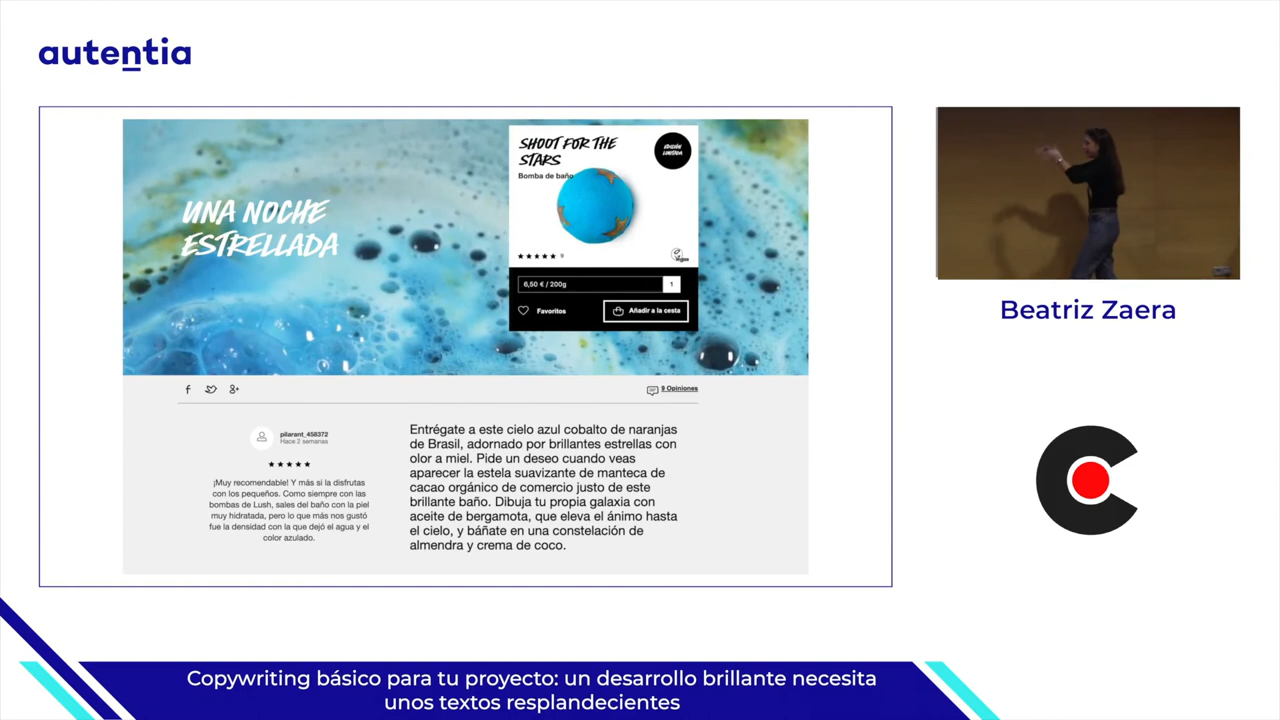 autentia
SHOOT FOR THE
STARS
Bomba de baño
EDICIÓN
LIMITADA
UNA NOCHE
ESTRELLADA
9
vegan
6,50 € / 200g
1
Favoritos
Añadir a la cesta
9 Opiniones
pilarant_458372
Hace 2 semanas
¡Muy recomendable! Y más si la disfrutas
con los pequeños. Como siempre con las
bombas de Lush, sales del baño con la piel
muy hidratada, pero lo que más nos gustó
fue la densidad con la que dejó el agua y el
color azulado.
Entrégate a este cielo azul cobalto de naranjas
de Brasil, adornado por brillantes estrellas con
olor a miel. Pide un deseo cuando veas
aparecer la estela suavizante de manteca de
cacao orgánico de comercio justo de este
brillante baño. Dibuja tu propia galaxia con
aceite de bergamota, que eleva el ánimo hasta
el cielo, y báñate en una constelación de
almendra y crema de coco.
Beatriz Zaera
Copywriting básico para tu proyecto: un desarrollo brillante necesita
unos textos resplandecientes